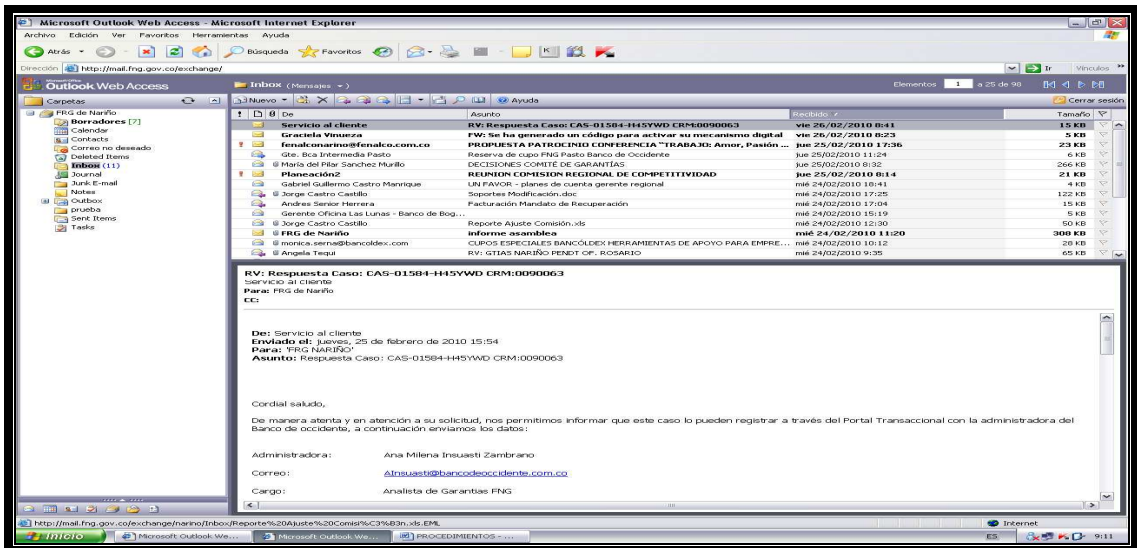 Microsoft Outlook Web Access - Microsoft Internet Explorer
Archivo Edición Ver Favoritos Herramientas Ayuda
Atrás Búsqueda Favoritos
Dirección http://mail.fng.gov.co/exchange/ Ir Vínculos
Microsoft Office
Outlook Web Access Inbox (Mensajes) Elementos 1 a 25 de 98
Carpetas Nuevo Ayuda Cerrar sesión
De Asunto Recibido Tamaño
FRG de Nariño
Borradores [7]
Calendar
Contacts
Correo no deseado
Deleted Items
Inbox (11)
Journal
Junk E-mail
Notes
Outbox
prueba
Sent Items
Tasks
Servicio al cliente RV: Respuesta Caso: CAS-01584-H45YWD CRM:0090063 vie 26/02/2010 8:41 15 KB
Graciela Vinueza FW: Se ha generado un código para activar su mecanismo digital vie 26/02/2010 8:23 5 KB
fenalconarino@fenalco.com.co PROPUESTA PATROCINIO CONFERENCIA "TRABAJO: Amor, Pasión ... jue 25/02/2010 17:36 23 KB
Gte. Bca Intermedia Pasto Reserva de cupo FNG Pasto Banco de Occidente jue 25/02/2010 11:24 6 KB
María del Pilar Sanchez Murillo DECISIONES COMITÉ DE GARANTÍAS jue 25/02/2010 8:32 266 KB
Planeación2 REUNION COMISION REGIONAL DE COMPETITITIVIDAD jue 25/02/2010 8:14 21 KB
Gabriel Guillermo Castro Manrique UN FAVOR - planes de cuenta gerente regional mié 24/02/2010 18:41 4 KB
Jorge Castro Castillo Soportes Modificación.doc mié 24/02/2010 17:25 122 KB
Andres Senior Herrera Facturación Mandato de Recuperación mié 24/02/2010 17:04 15 KB
Gerente Oficina Las Lunas - Banco de Bog... mié 24/02/2010 15:19 5 KB
Jorge Castro Castillo Reporte Ajuste Comisión.xls mié 24/02/2010 12:30 50 KB
FRG de Nariño informe asamblea mié 24/02/2010 11:20 308 KB
monica.serna@bancoldex.com CUPOS ESPECIALES BANCÓLDEX HERRAMIENTAS DE APOYO PARA EMPRE... mié 24/02/2010 10:12 28 KB
Angela Tequi RV: GTIAS NARIÑO PENDT OF. ROSARIO mié 24/02/2010 9:35 65 KB
RV: Respuesta Caso: CAS-01584-H45YWD CRM:0090063
Servicio al cliente
Para: FRG de Nariño
CC:
De: Servicio al cliente
Enviado el: jueves, 25 de febrero de 2010 15:54
Para: 'FRG NARIÑO'
Asunto: Respuesta Caso: CAS-01584-H45YWD CRM:0090063
Cordial saludo,
De manera atenta y en atención a su solicitud, nos permitimos informar que este caso lo pueden registrar a través del Portal Transaccional con la administradora del
Banco de occidente, a continuación enviamos los datos:
Administradora: Ana Milena Insuasti Zambrano
Correo: AInsuasti@bancodeoccidente.com.co
Cargo: Analista de Garantias FNG
http://mail.fng.gov.co/exchange/narino/Inbox/Reporte%20Ajuste%20Comisi%C3%B3n.xls.EML Internet
Inicio Microsoft Outlook We... Microsoft Outlook We... PROCEDIMIENTOS - ... ES 9:11